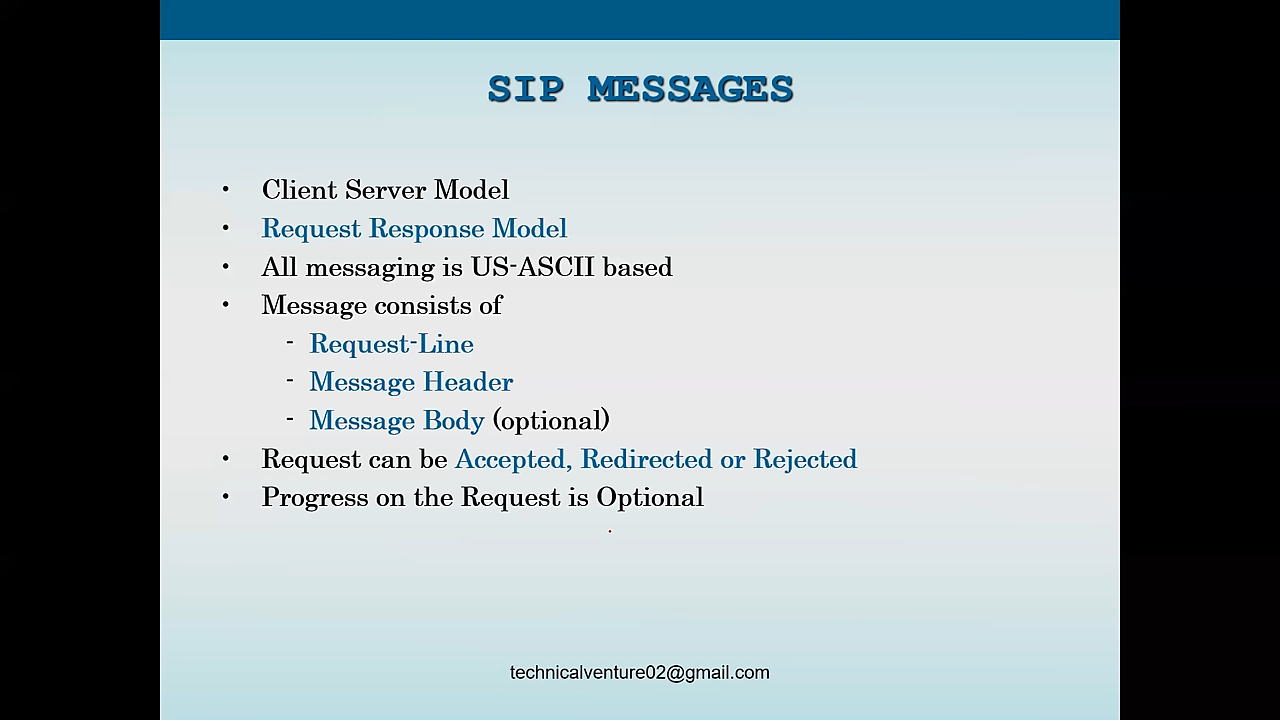 SIP MESSAGES
• Client Server Model
• Request Response Model
• All messaging is US-ASCII based
• Message consists of
- Request-Line
- Message Header
- Message Body (optional)
• Request can be Accepted, Redirected or Rejected
• Progress on the Request is Optional
technicalventure02@gmail.com